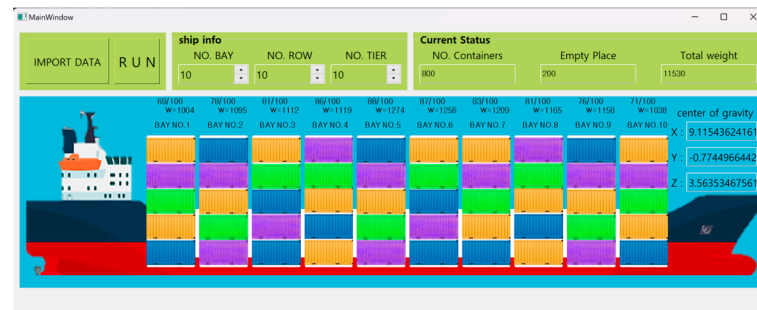 MainWindow
IMPORT DATA
RUN
ship info
NO. BAY NO. ROW NO. TIER
10 10 10
Current Status
NO. Containers Empty Place Total weight
800 200 11530
69/100 78/100 81/100 86/100 88/100 87/100 83/100 81/100 76/100 71/100
W=1004 W=1095 W=1112 W=1119 W=1274 W=1256 W=1209 W=1165 W=1158 W=1038
BAY NO.1 BAY NO.2 BAY NO.3 BAY NO.4 BAY NO.5 BAY NO.6 BAY NO.7 BAY NO.8 BAY NO.9 BAY NO.10
center of gravity
X : 9.11543624161
Y : -0.7744966442
Z : 3.56353467561